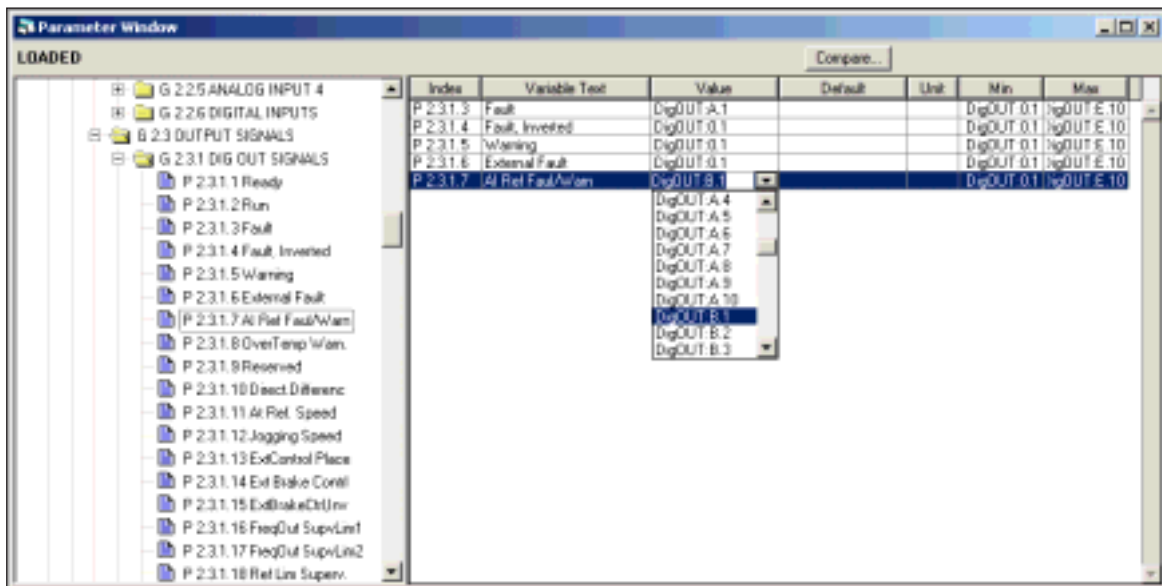 Parameter Window
LOADED
Compare...
G 2.2.5 ANALOG INPUT 4
G 2.2.6 DIGITAL INPUTS
G 2.3 OUTPUT SIGNALS
G 2.3.1 DIG OUT SIGNALS
P 2.3.1.1 Ready
P 2.3.1.2 Run
P 2.3.1.3 Fault
P 2.3.1.4 Fault, Inverted
P 2.3.1.5 Warning
P 2.3.1.6 External Fault
P 2.3.1.7 AI Ref Faul/Warn
P 2.3.1.8 OverTemp Warn.
P 2.3.1.9 Reserved
P 2.3.1.10 Direct.Differenc
P 2.3.1.11 At Ref. Speed
P 2.3.1.12 Jogging Speed
P 2.3.1.13 ExtControl Place
P 2.3.1.14 Ext Brake Contrl
P 2.3.1.15 ExtBrakeCtrl,Inv
P 2.3.1.16 FreqOut SupvLim1
P 2.3.1.17 FreqOut SupvLim2
P 2.3.1.18 Ref Lim Superv.
Index Variable Text Value Default Unit Min Max
P 2.3.1.3 Fault DigOUT:A.1 DigOUT:0.1 DigOUT:E.10
P 2.3.1.4 Fault, Inverted DigOUT:0.1 DigOUT:0.1 DigOUT:E.10
P 2.3.1.5 Warning DigOUT:0.1 DigOUT:0.1 DigOUT:E.10
P 2.3.1.6 External Fault DigOUT:0.1 DigOUT:0.1 DigOUT:E.10
P 2.3.1.7 AI Ref Faul/Warn DigOUT:B.1 DigOUT:0.1 DigOUT:E.10
DigOUT:A.4
DigOUT:A.5
DigOUT:A.6
DigOUT:A.7
DigOUT:A.8
DigOUT:A.9
DigOUT:A.10
DigOUT:B.1
DigOUT:B.2
DigOUT:B.3